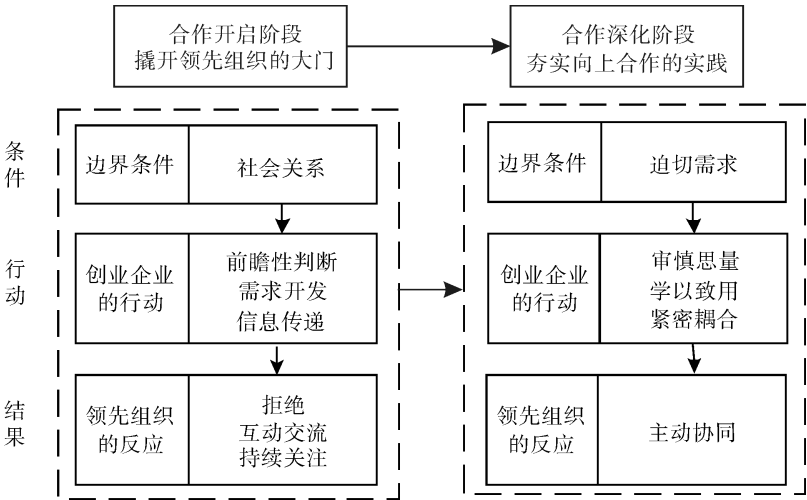 合作开启阶段
撬开领先组织的大门
合作深化阶段
夯实向上合作的实践
条件
边界条件
社会关系
边界条件
迫切需求
行动
创业企业
的行动
前瞻性判断
需求开发
信息传递
创业企业
的行动
审慎思量
学以致用
紧密耦合
结果
领先组织
的反应
拒绝
互动交流
持续关注
领先组织
的反应
主动协同